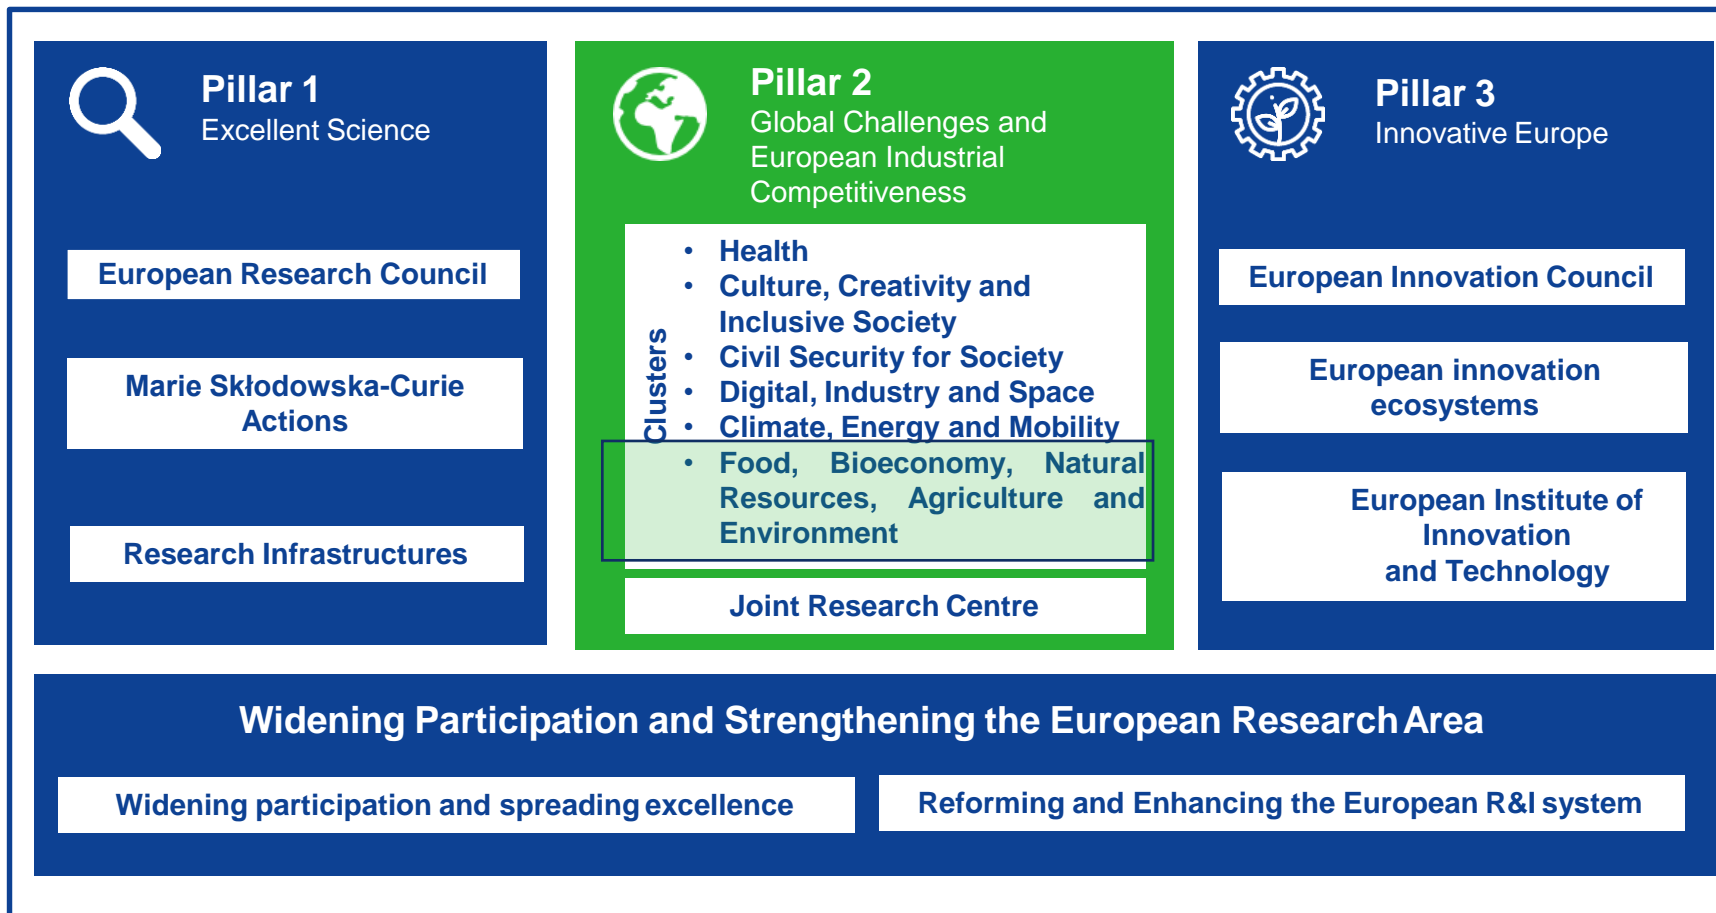 Pillar 1
Excellent Science
European Research Council
Marie Skłodowska-Curie
Actions
Research Infrastructures
Pillar 2
Global Challenges and
European Industrial
Competitiveness
Clusters
• Health
• Culture, Creativity and
Inclusive Society
• Civil Security for Society
• Digital, Industry and Space
• Climate, Energy and Mobility
• Food, Bioeconomy, Natural
Resources, Agriculture and
Environment
Joint Research Centre
Pillar 3
Innovative Europe
European Innovation Council
European innovation
ecosystems
European Institute of
Innovation
and Technology
Widening Participation and Strengthening the European Research Area
Widening participation and spreading excellence
Reforming and Enhancing the European R&I system